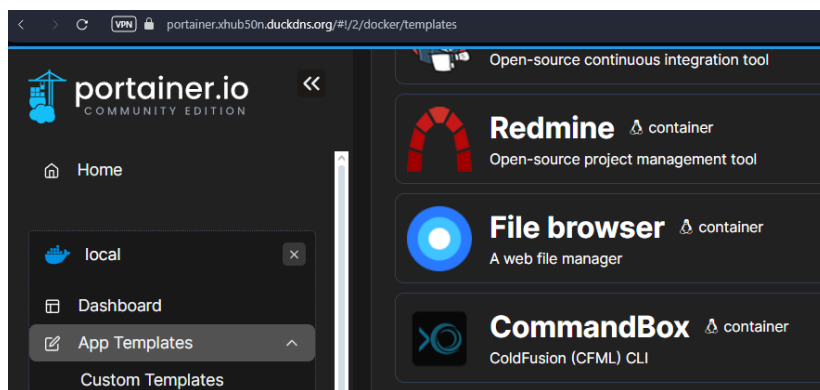 VPN portainer.xhub50n.duckdns.org/#!/2/docker/templates
portainer.io
COMMUNITY EDITION
Home
local
Dashboard
App Templates
Custom Templates
Open-source continuous integration tool
Redmine container
Open-source project management tool
File browser container
A web file manager
CommandBox container
ColdFusion (CFML) CLI